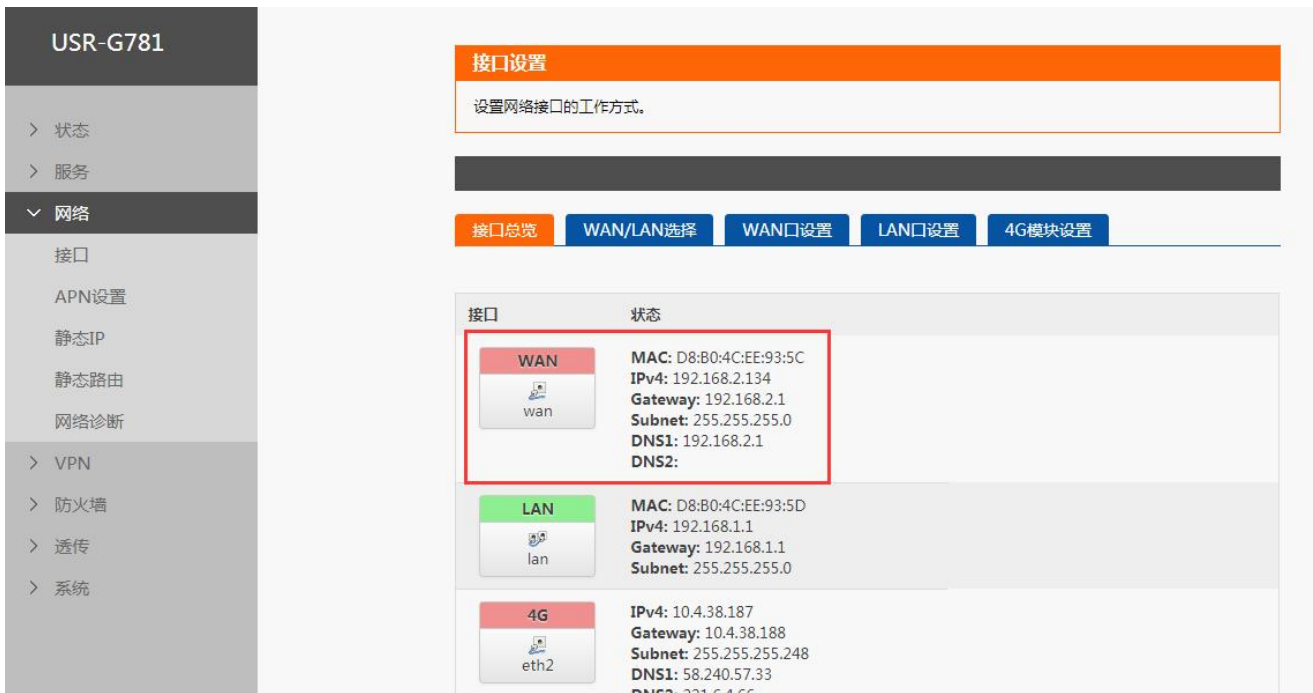 USR-G781
状态
服务
网络
接口
APN设置
静态IP
静态路由
网络诊断
VPN
防火墙
透传
系统
接口设置
设置网络接口的工作方式。
接口总览 WAN/LAN选择 WAN口设置 LAN口设置 4G模块设置
接口 状态
WAN
wan
MAC: D8:B0:4C:EE:93:5C
IPv4: 192.168.2.134
Gateway: 192.168.2.1
Subnet: 255.255.255.0
DNS1: 192.168.2.1
DNS2:
LAN
lan
MAC: D8:B0:4C:EE:93:5D
IPv4: 192.168.1.1
Gateway: 192.168.1.1
Subnet: 255.255.255.0
4G
eth2
IPv4: 10.4.38.187
Gateway: 10.4.38.188
Subnet: 255.255.255.248
DNS1: 58.240.57.33
DNS2: